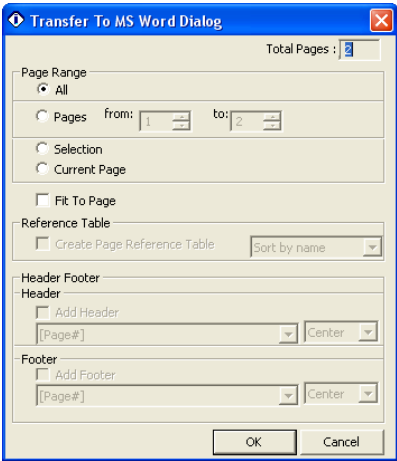 Transfer To MS Word Dialog
Total Pages : 2
Page Range
All
Pages from: 1 to: 2
Selection
Current Page
Fit To Page
Reference Table
Create Page Reference Table Sort by name
Header Footer
Header
Add Header
[Page#] Center
Footer
Add Footer
[Page#] Center
OK Cancel